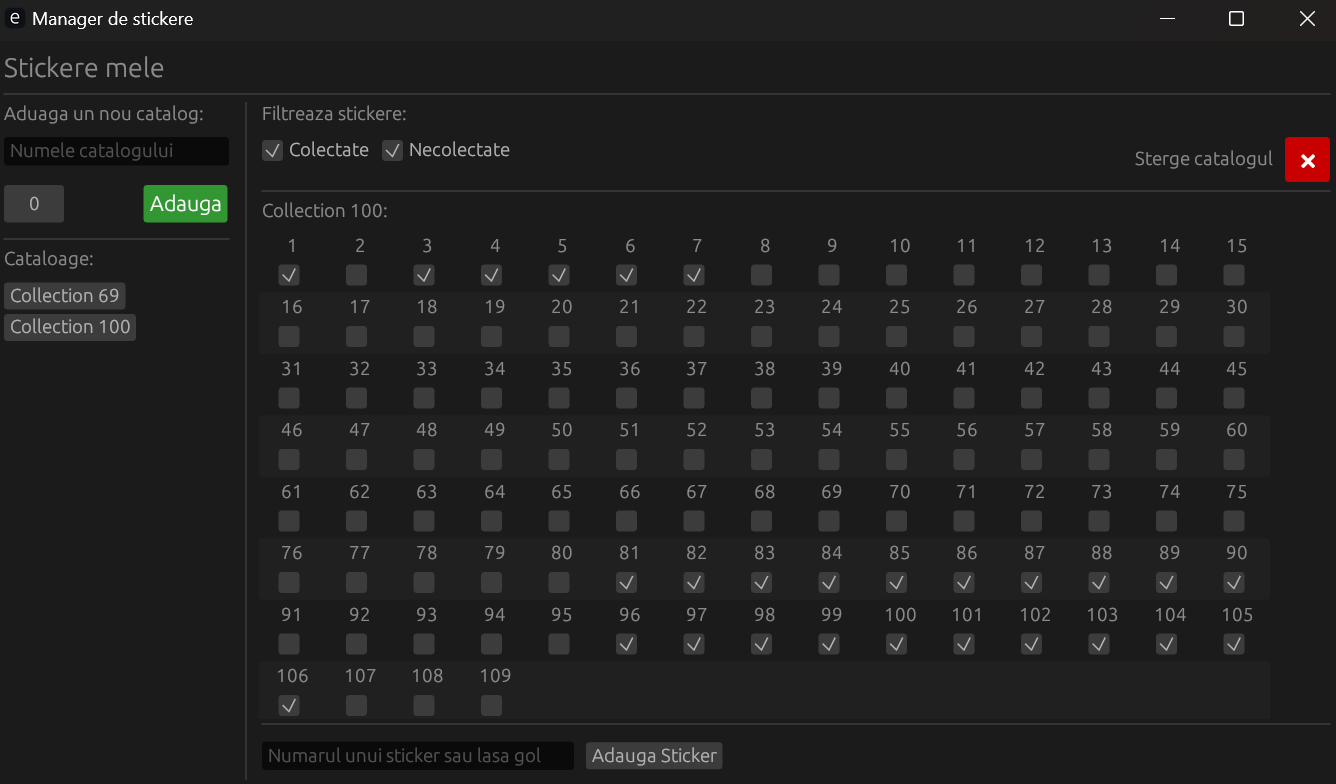 e Manager de stickere
Stickere mele
Aduaga un nou catalog:
Numele catalogului
0 Adauga
Cataloage:
Collection 69
Collection 100
Filtreaza stickere:
Colectate Necolectate
Sterge catalogul
Collection 100:
1 2 3 4 5 6 7 8 9 10 11 12 13 14 15
16 17 18 19 20 21 22 23 24 25 26 27 28 29 30
31 32 33 34 35 36 37 38 39 40 41 42 43 44 45
46 47 48 49 50 51 52 53 54 55 56 57 58 59 60
61 62 63 64 65 66 67 68 69 70 71 72 73 74 75
76 77 78 79 80 81 82 83 84 85 86 87 88 89 90
91 92 93 94 95 96 97 98 99 100 101 102 103 104 105
106 107 108 109
Numarul unui sticker sau lasa gol Adauga Sticker